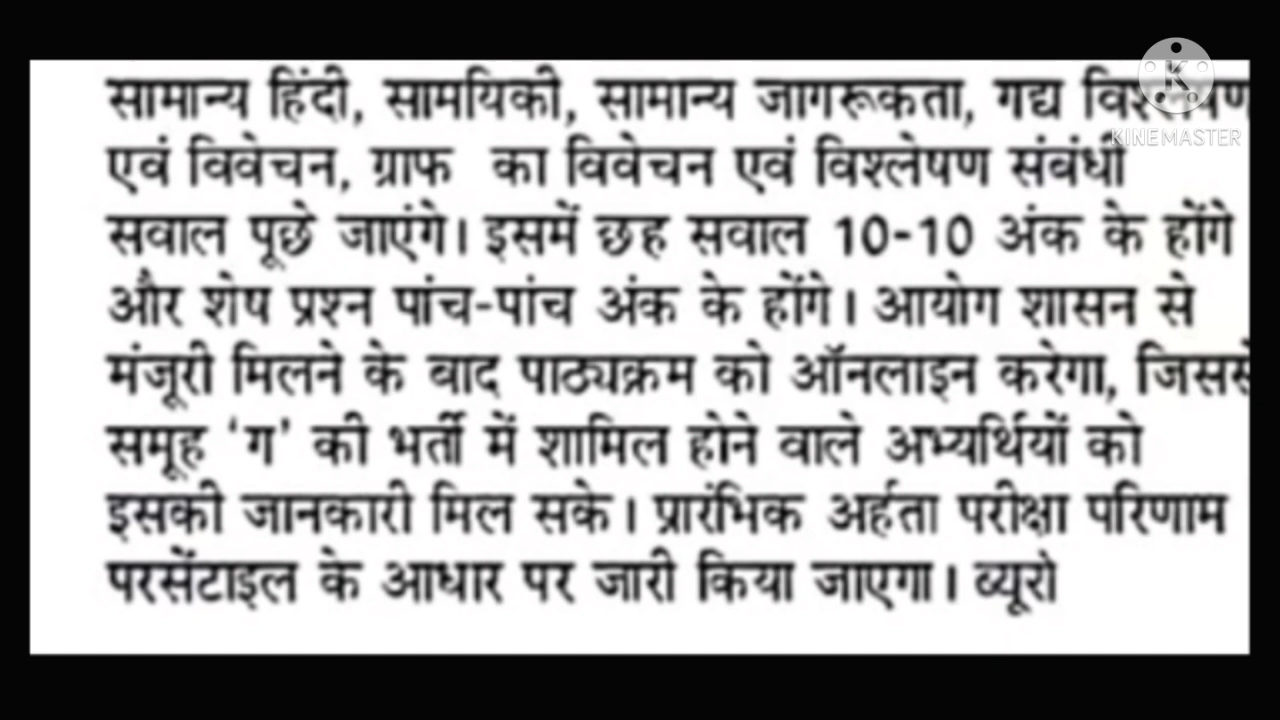 सामान्य हिंदी, सामयिकी, सामान्य जागरूकता, गद्य
एवं विवेचन, ग्राफ का विवेचन एवं विश्लेषण संबंधी
सवाल पूछे जाएंगे। इसमें छह सवाल 10-10 अंक के होंगे
और शेष प्रश्न पांच-पांच अंक के होंगे। आयोग शासन से
मंजूरी मिलने के बाद पाठ्यक्रम को ऑनलाइन करेगा, जिससे
समूह 'ग' की भर्ती में शामिल होने वाले अभ्यर्थियों को
इसकी जानकारी मिल सके। प्रारंभिक अर्हता परीक्षा परिणाम
परसेंटाइल के आधार पर जारी किया जाएगा। ब्यूरो
K
KINEMASTER